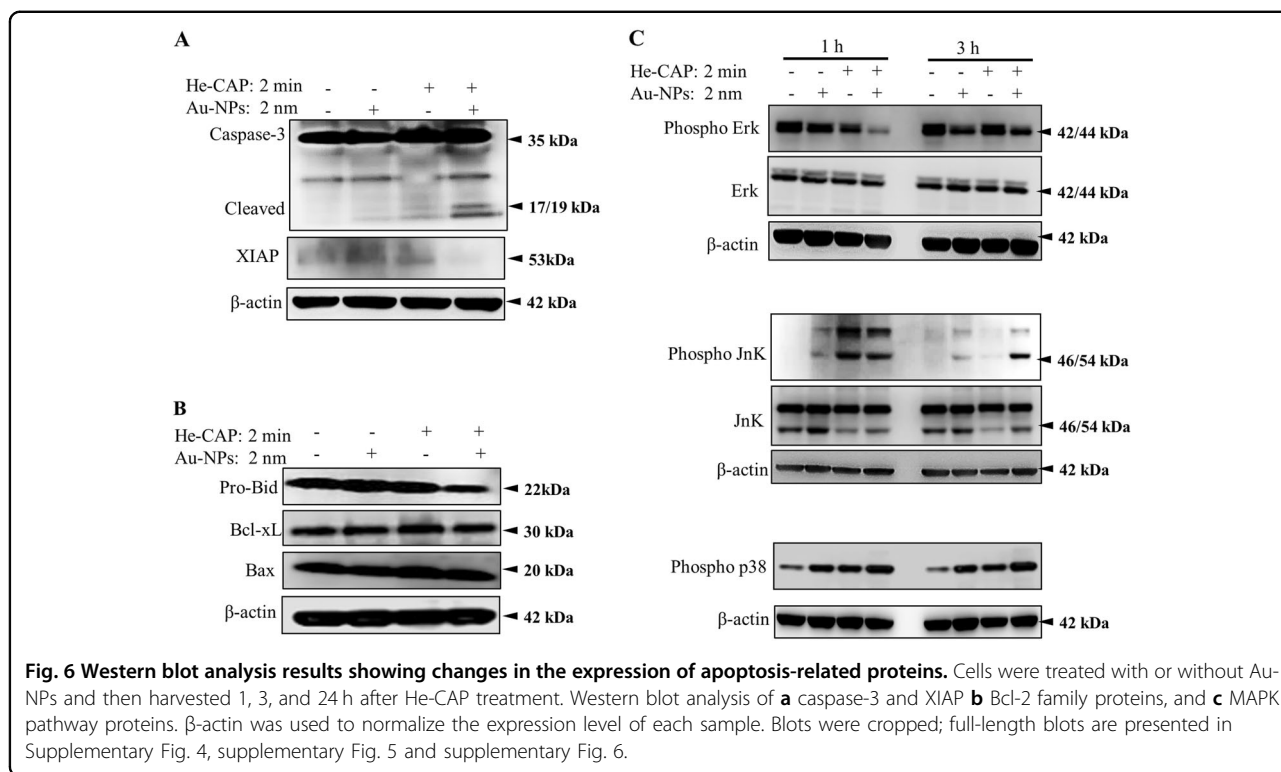 A
He-CAP: 2 min - - + +
Au-NPs: 2 nm - + - +
Caspase-3
35 kDa
Cleaved
17/19 kDa
XIAP
53kDa
β-actin
42 kDa
B
He-CAP: 2 min - - + +
Au-NPs: 2 nm - + - +
Pro-Bid
22kDa
Bcl-xL
30 kDa
Bax
20 kDa
β-actin
42 kDa
C
1 h 3 h
He-CAP: 2 min - - + + - - + +
Au-NPs: 2 nm - + - + - + - +
Phospho Erk
42/44 kDa
Erk
42/44 kDa
β-actin
42 kDa
Phospho JnK
46/54 kDa
JnK
46/54 kDa
β-actin
42 kDa
Phospho p38
β-actin
42 kDa
Fig. 6 Western blot analysis results showing changes in the expression of apoptosis-related proteins. Cells were treated with or without Au-
NPs and then harvested 1, 3, and 24 h after He-CAP treatment. Western blot analysis of a caspase-3 and XIAP b Bcl-2 family proteins, and c MAPK
pathway proteins. β-actin was used to normalize the expression level of each sample. Blots were cropped; full-length blots are presented in
Supplementary Fig. 4, supplementary Fig. 5 and supplementary Fig. 6.